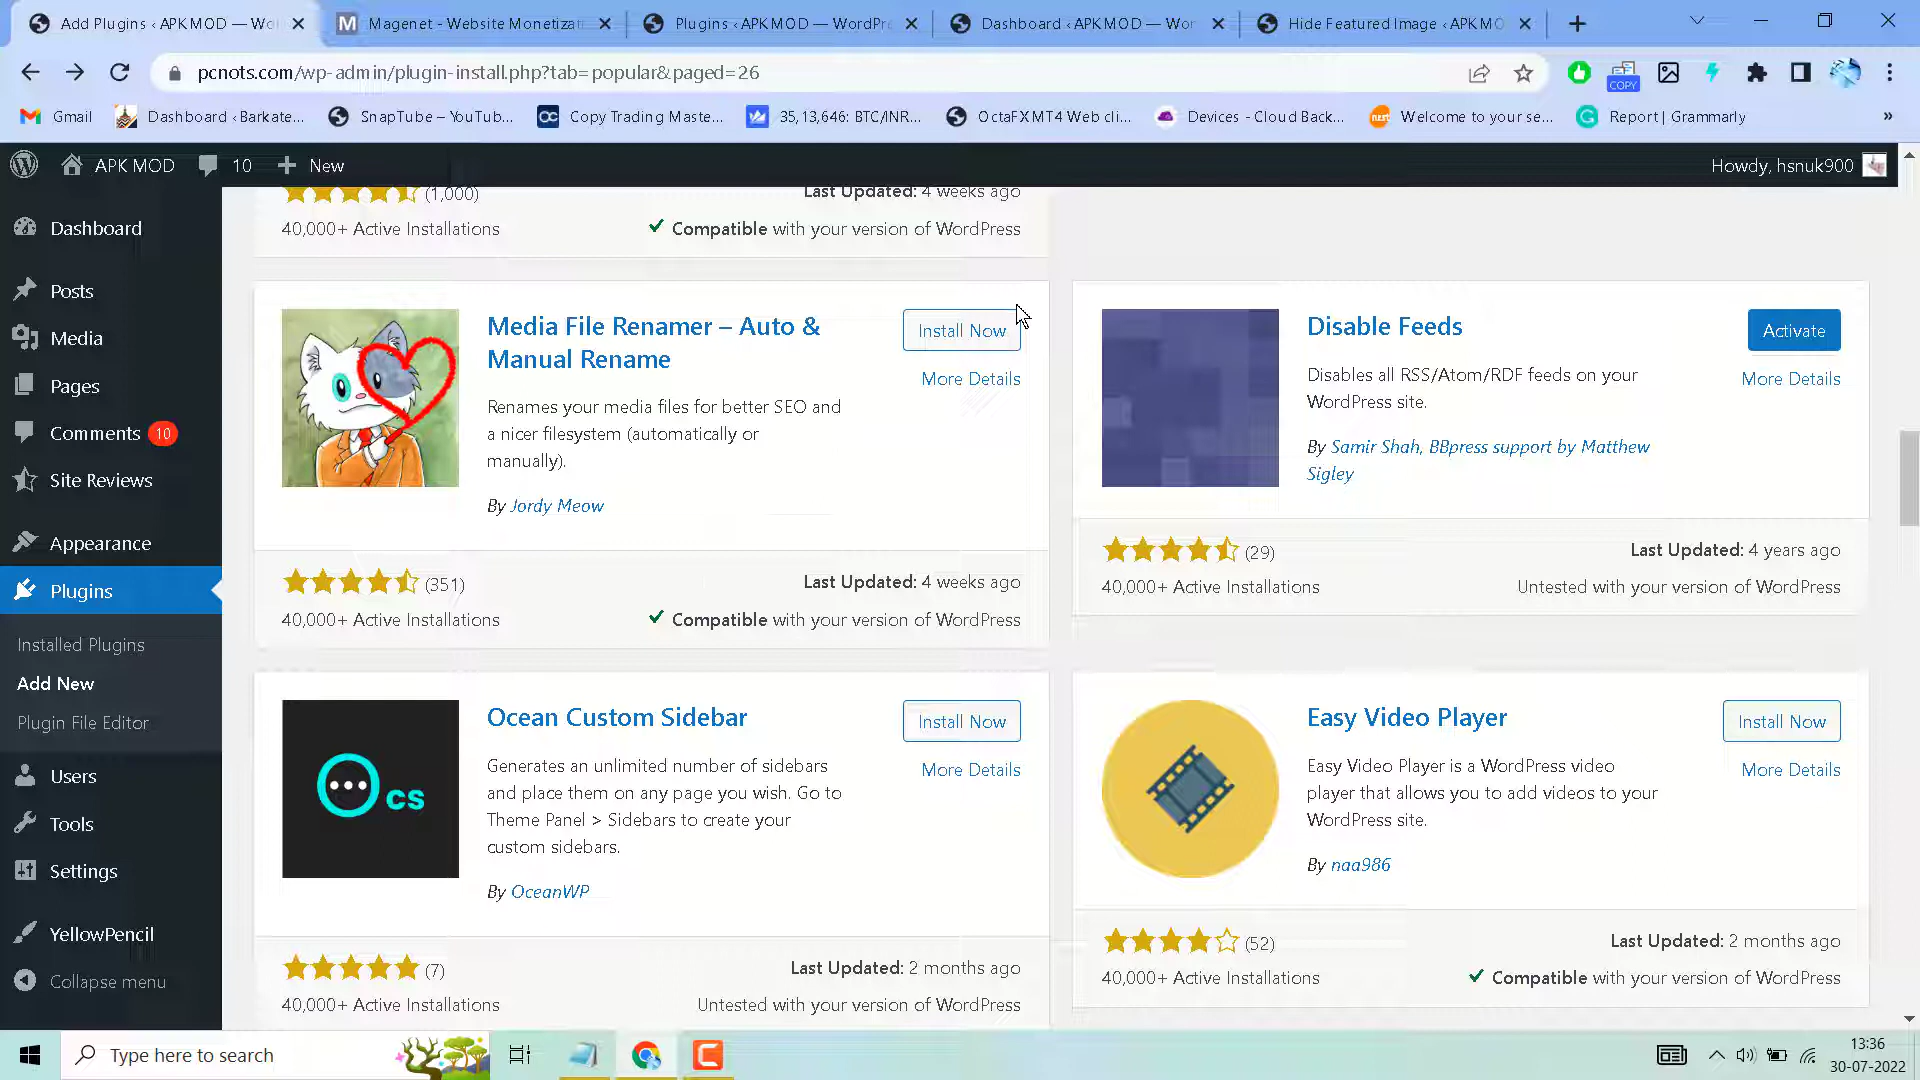 Add Plugins ‹ APK MOD — Wo
Magenet - Website Monetizat
Plugins ‹ APK MOD — WordPre
Dashboard ‹ APK MOD — Wor
Hide Featured Image ‹ APK MO
pcnots.com/wp-admin/plugin-install.php?tab=popular&paged=26
COPY
Gmail
Dashboard ‹ Barkate...
SnapTube – YouTub...
CC
Copy Trading Maste...
35,13,646: BTC/INR...
OctaFX MT4 Web cli...
Devices - Cloud Back...
Welcome to your se...
Report | Grammarly
»
APK MOD
10
New
Howdy, hsnuk900
Dashboard
Posts
Media
Pages
Comments 10
Site Reviews
Appearance
Plugins
Installed Plugins
Add New
Plugin File Editor
Users
Tools
Settings
YellowPencil
Collapse menu
(1,000)
Last Updated: 4 weeks ago
40,000+ Active Installations
Compatible with your version of WordPress
Media File Renamer – Auto &
Manual Rename
Install Now
More Details
Renames your media files for better SEO and
a nicer filesystem (automatically or
manually).
By Jordy Meow
(351)
Last Updated: 4 weeks ago
40,000+ Active Installations
Compatible with your version of WordPress
Disable Feeds
Activate
More Details
Disables all RSS/Atom/RDF feeds on your
WordPress site.
By Samir Shah, BBpress support by Matthew
Sigley
(29)
Last Updated: 4 years ago
40,000+ Active Installations
Untested with your version of WordPress
cs
Ocean Custom Sidebar
Install Now
More Details
Generates an unlimited number of sidebars
and place them on any page you wish. Go to
Theme Panel > Sidebars to create your
custom sidebars.
By OceanWP
(7)
Last Updated: 2 months ago
40,000+ Active Installations
Untested with your version of WordPress
Easy Video Player
Install Now
More Details
Easy Video Player is a WordPress video
player that allows you to add videos to your
WordPress site.
By naa986
(52)
Last Updated: 2 months ago
40,000+ Active Installations
Compatible with your version of WordPress
Type here to search
13:36
30-07-2022